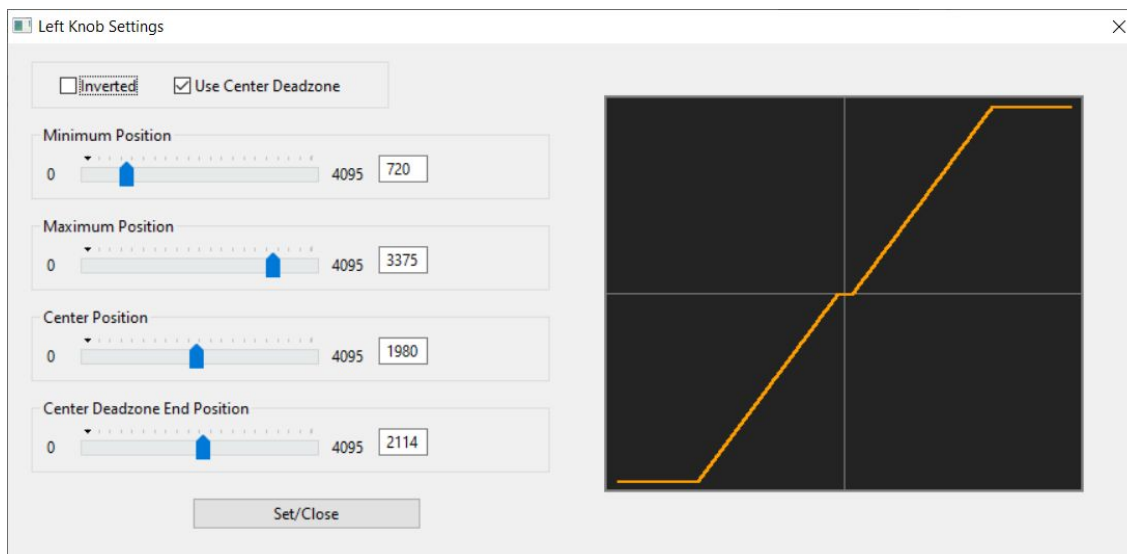 Left Knob Settings
Inverted Use Center Deadzone
Minimum Position
0 4095 720
Maximum Position
0 4095 3375
Center Position
0 4095 1980
Center Deadzone End Position
0 4095 2114
Set/Close